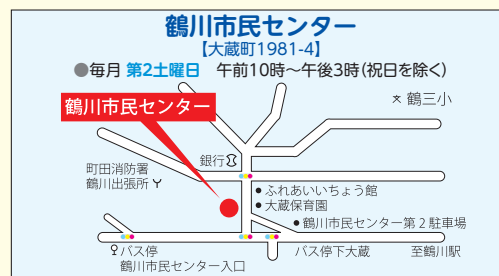 鶴川市民センター
【大蔵町1981-4】
●毎月 第2土曜日 午前10時~午後3時(祝日を除く)
鶴川市民センター
鶴三小
銀行
町田消防署
鶴川出張所
ふれあいいちょう館
大蔵保育園
鶴川市民センター第2駐車場
バス停
鶴川市民センター入口
バス停下大蔵
至鶴川駅